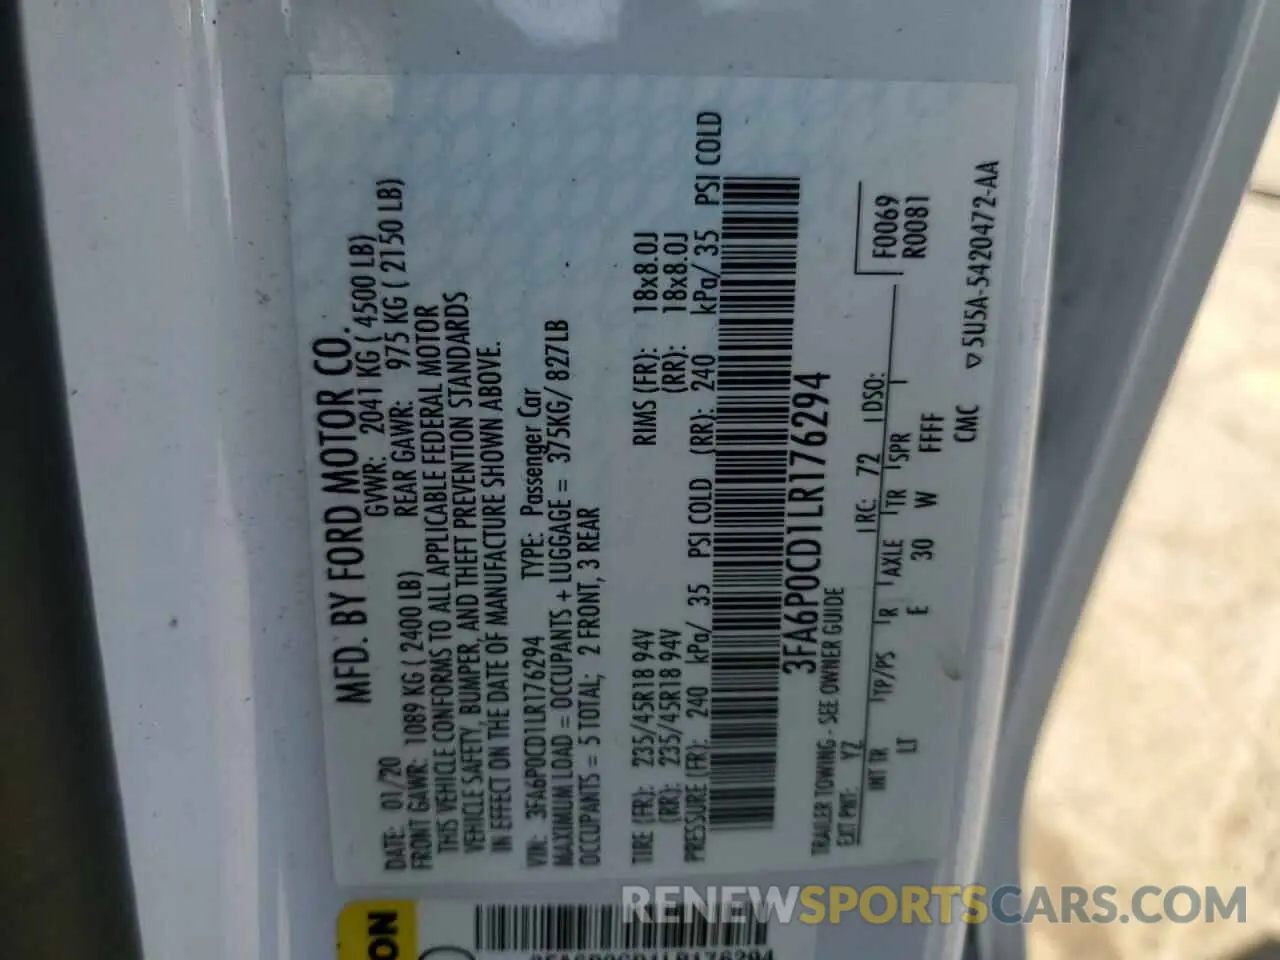 MFD. BY FORD MOTOR CO.
DATE: 01/20 GVWR: 2041 KG ( 4500 LB)
FRONT GAWR: 1089 KG ( 2400 LB) REAR GAWR: 975 KG ( 2150 LB)
THIS VEHICLE CONFORMS TO ALL APPLICABLE FEDERAL MOTOR
VEHICLE SAFETY, BUMPER, AND THEFT PREVENTION STANDARDS
IN EFFECT ON THE DATE OF MANUFACTURE SHOWN ABOVE.
VIN: 3FA6P0CD1LR176294 TYPE: Passenger Car
MAXIMUM LOAD = OCCUPANTS + LUGGAGE = 375KG/ 827LB
OCCUPANTS = 5 TOTAL; 2 FRONT, 3 REAR
TIRE (FR): 235/45R18 94V RIMS (FR): 18x8.0J
(RR): 235/45R18 94V (RR): 18x8.0J
PRESSURE (FR): 240 kPa/ 35 PSI COLD (RR): 240 kPa/ 35 PSI COLD
3FA6P0CD1LR176294
TRAILER TOWING - SEE OWNER GUIDE
EXT PNT: YZ RC: 72 DSO: F0069
R0081
INT TR TP/PS R AXLE TR SPR
LT E 30 W FFFF
CMC ▽5U5A-5420472-AA
ON
3FA6P0CD1LR176294
RENEWSPORTSCARS.COM